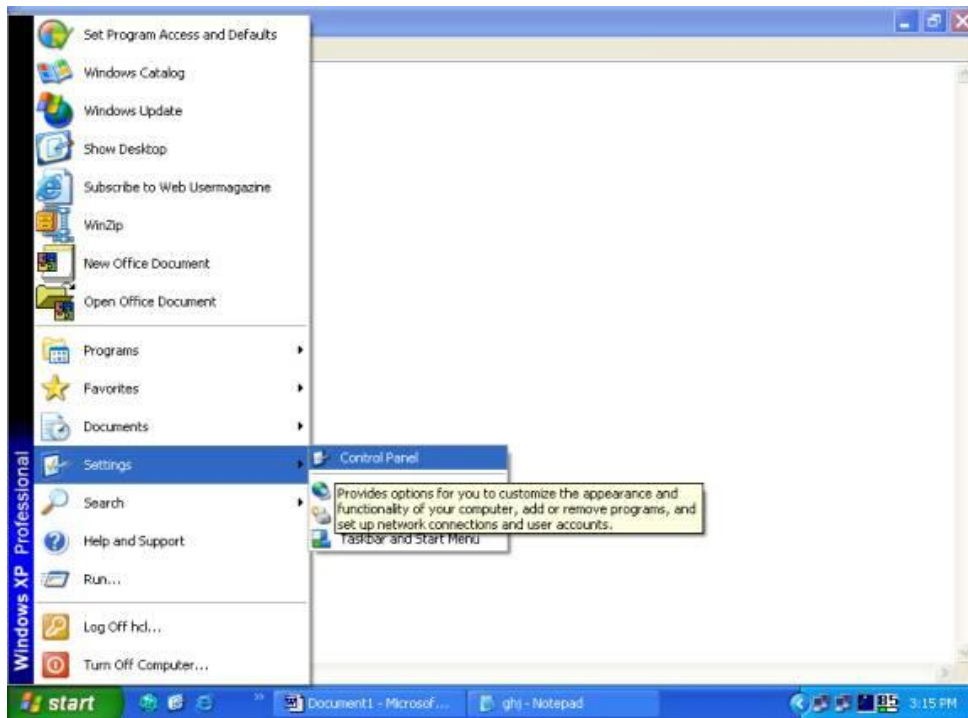 Set Program Access and Defaults
Windows Catalog
Windows Update
Show Desktop
Subscribe to Web Usermagazine
WinZip
New Office Document
Open Office Document
Programs
Favorites
Documents
Settings
Search
Help and Support
Run...
Log Off hcl...
Turn Off Computer...
Windows XP Professional
Control Panel
Provides options for you to customize the appearance and
functionality of your computer, add or remove programs, and
set up network connections and user accounts.
Taskbar and Start Menu
start
Document1 - Microsof...
ghj - Notepad
3:15 PM